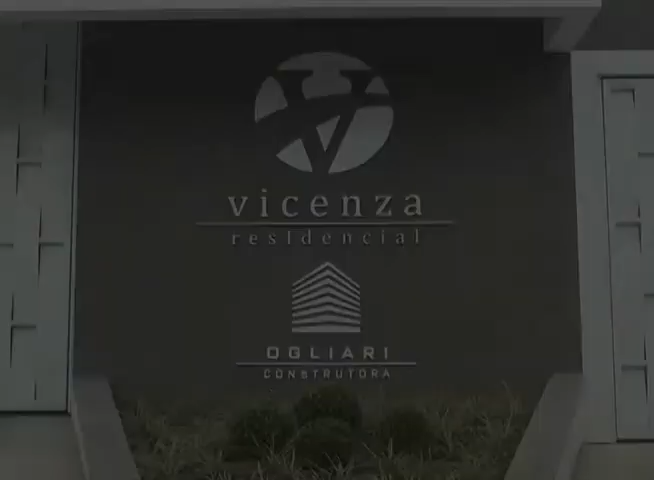 V
vicenza
residencial
OGLIARI
CONSTRUTORA